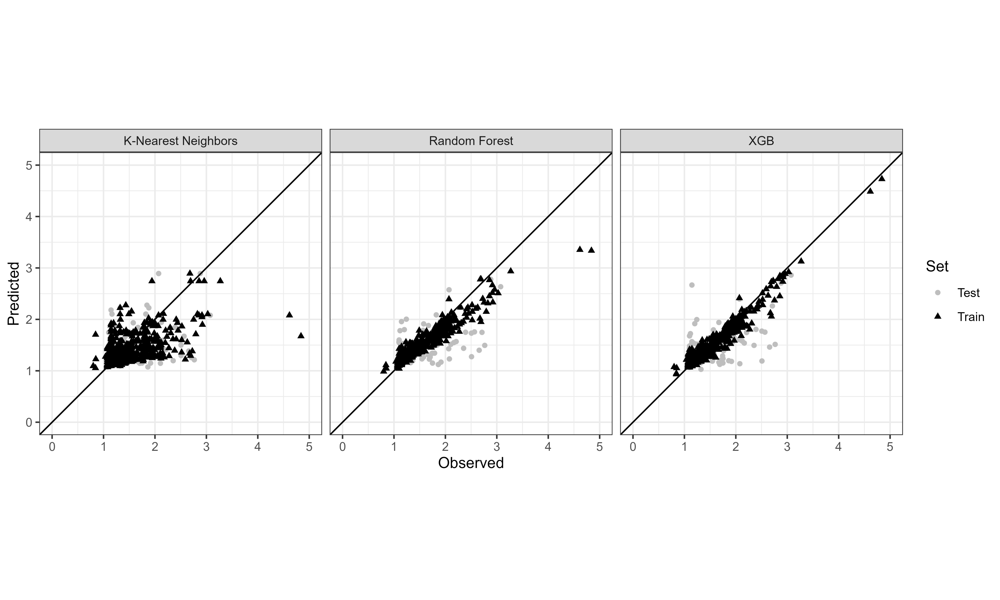 K-Nearest Neighbors
Random Forest
XGB
5
4
3
2
1
0
Predicted
0 1 2 3 4 5
0 1 2 3 4 5
0 1 2 3 4 5
Observed
Set
Test
Train